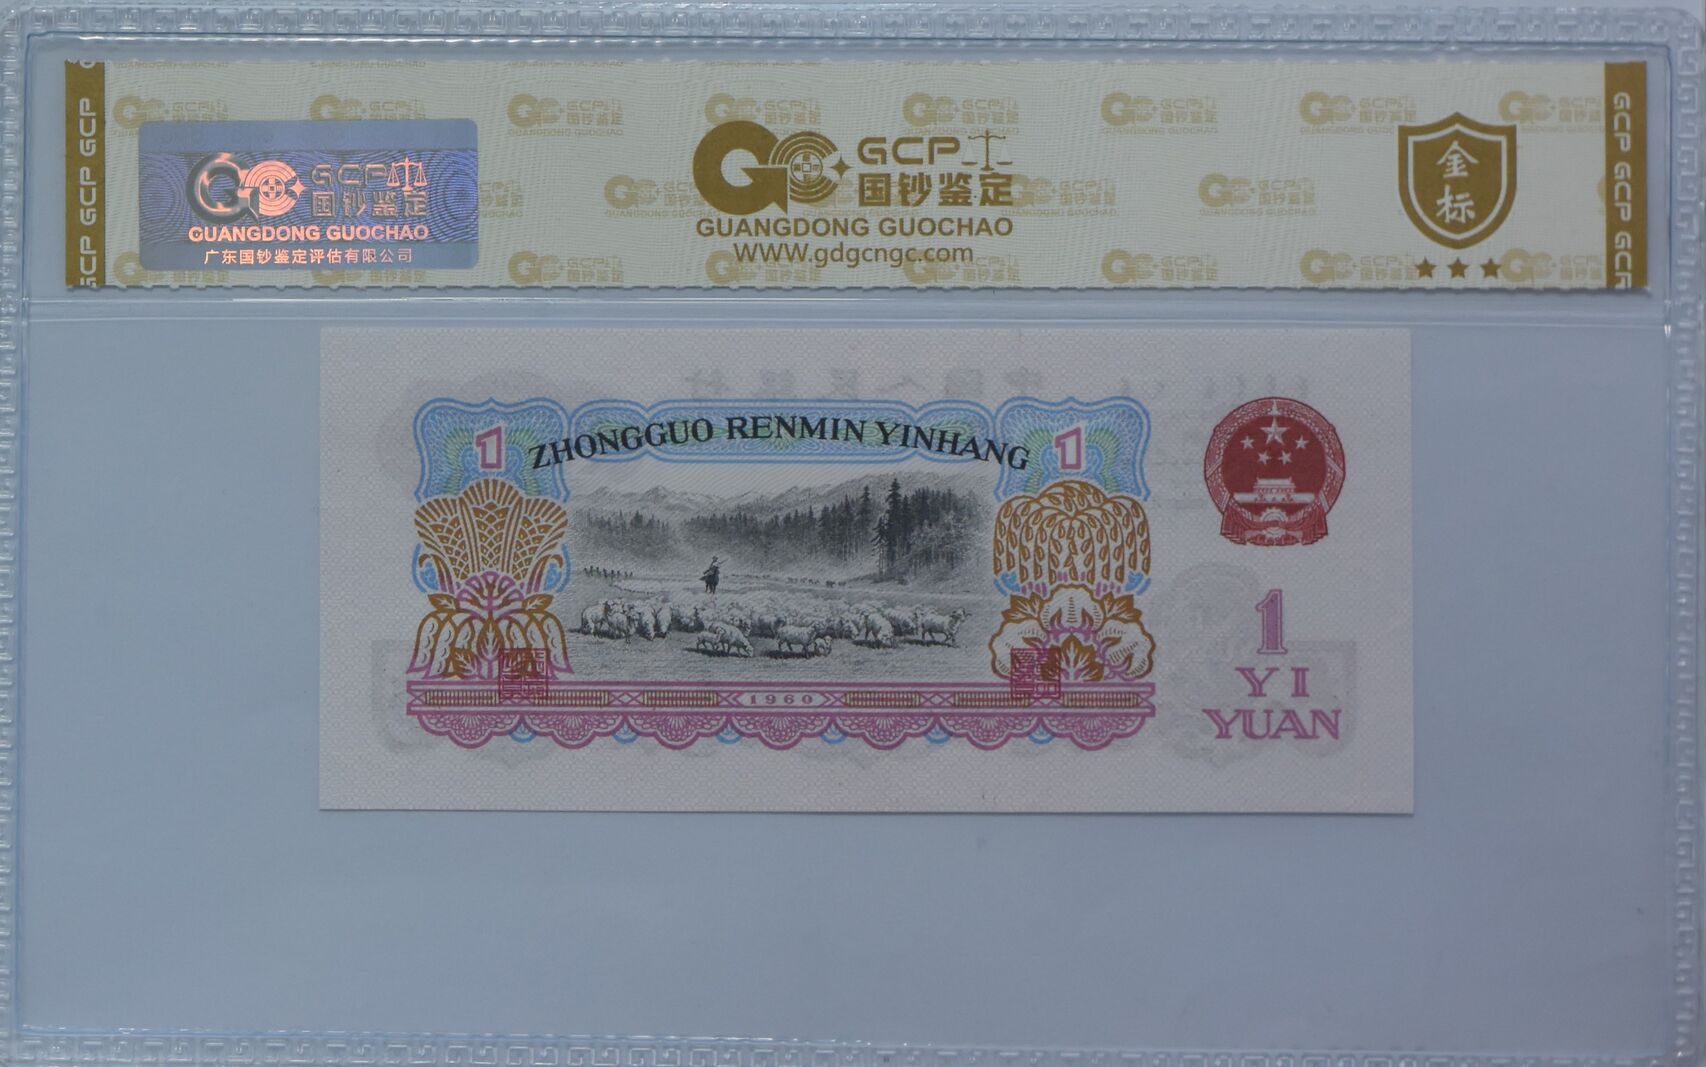 GCP GCP GCP
GCP
国钞鉴定
GUANGDONG GUOCHAO
广东国钞鉴定评估有限公司
GCP
国钞鉴定
GUANGDONG GUOCHAO
WWW.gdgcngc.com
金标
GCP GCP GCP
1
ZHONGGUO RENMIN YINHANG
1
1960
1
YI
YUAN